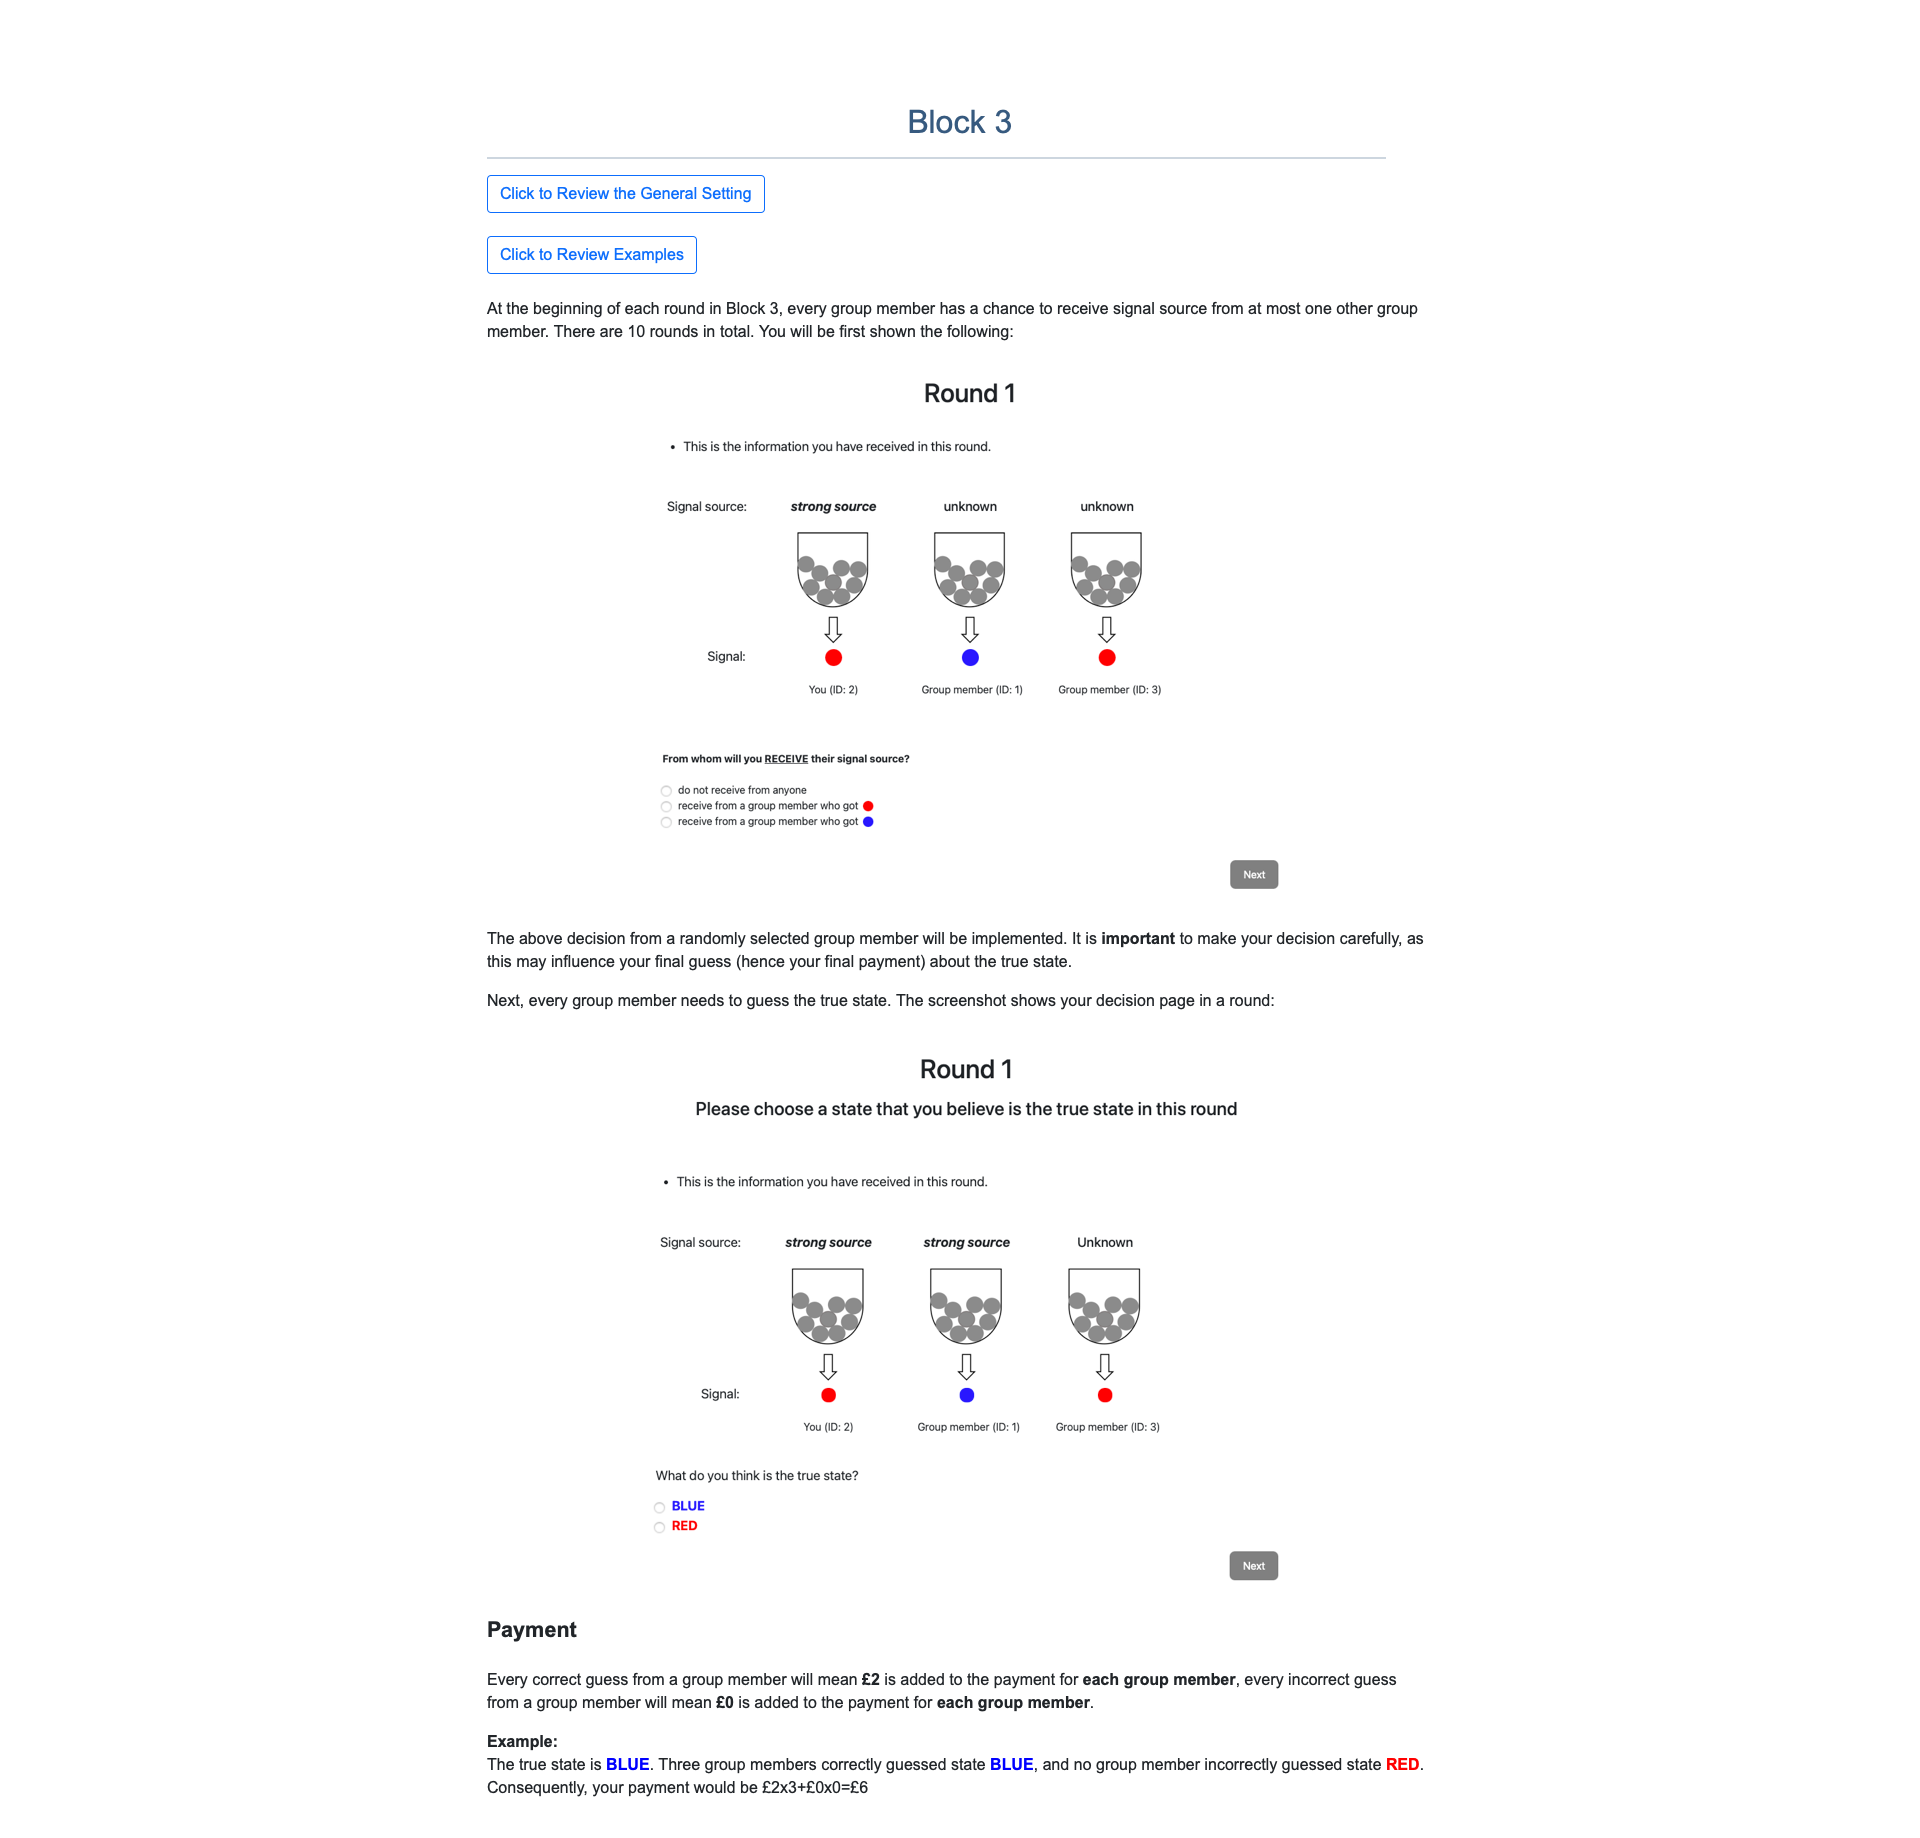 Block 3
Click to Review the General Setting
Click to Review Examples
At the beginning of each round in Block 3, every group member has a chance to receive signal source from at most one other group
member. There are 10 rounds in total. You will be first shown the following:
Round 1
• This is the information you have received in this round.
Signal source: strong source unknown unknown
Signal:
You (ID: 2) Group member (ID: 1) Group member (ID: 3)
From whom will you RECEIVE their signal source?
do not receive from anyone
receive from a group member who got
receive from a group member who got
Next
The above decision from a randomly selected group member will be implemented. It is important to make your decision carefully, as
this may influence your final guess (hence your final payment) about the true state.
Next, every group member needs to guess the true state. The screenshot shows your decision page in a round:
Round 1
Please choose a state that you believe is the true state in this round
• This is the information you have received in this round.
Signal source: strong source strong source Unknown
Signal:
You (ID: 2) Group member (ID: 1) Group member (ID: 3)
What do you think is the true state?
BLUE
RED
Next
Payment
Every correct guess from a group member will mean £2 is added to the payment for each group member, every incorrect guess
from a group member will mean £0 is added to the payment for each group member.
Example:
The true state is BLUE. Three group members correctly guessed state BLUE, and no group member incorrectly guessed state RED.
Consequently, your payment would be £2x3+£0x0=£6